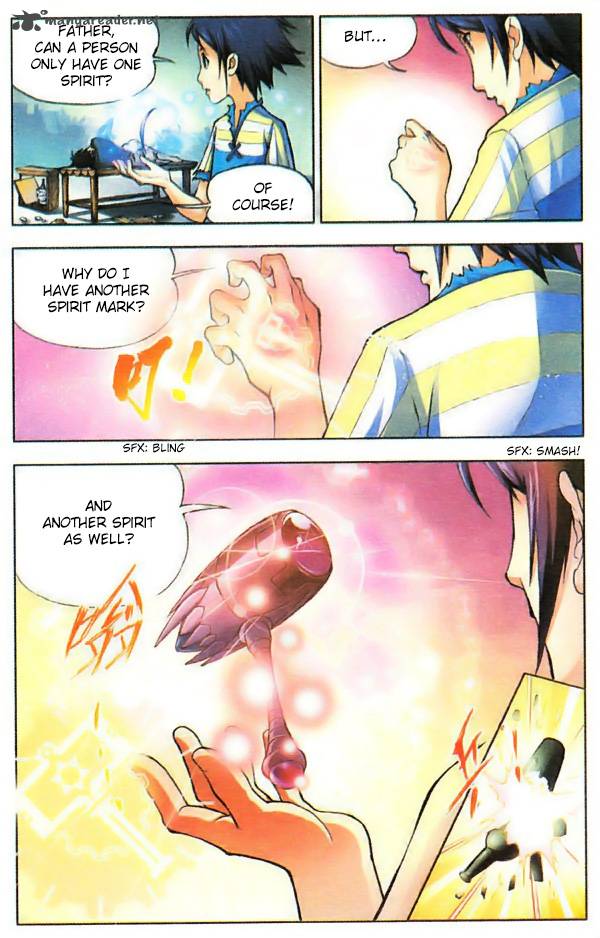 mangareader.net
FATHER,
CAN A PERSON
ONLY HAVE ONE
SPIRIT?
OF
COURSE!
BUT...
WHY DO I
HAVE ANOTHER
SPIRIT MARK?
叮!
SFX: BLING
SFX: SMASH!
AND
ANOTHER SPIRIT
AS WELL?